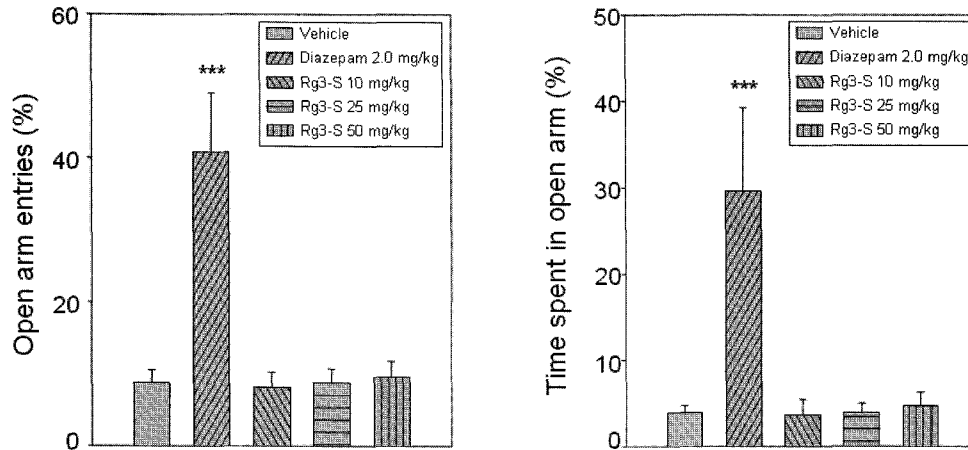 Open arm entries (%)
60
40
20
0
***
Vehicle
Diazepam 2.0 mg/kg
Rg3-S 10 mg/kg
Rg3-S 25 mg/kg
Rg3-S 50 mg/kg
Time spent in open arm (%)
50
40
30
20
10
0
***
Vehicle
Diazepam 2.0 mg/kg
Rg3-S 10 mg/kg
Rg3-S 25 mg/kg
Rg3-S 50 mg/kg